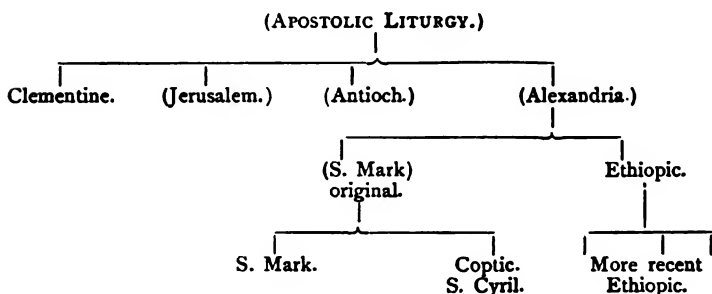 (APOSTOLIC LITURGY.)
Clementine. (Jerusalem.) (Antioch.) (Alexandria.)
(S. Mark) Ethiopic.
original.
S. Mark. Coptic. More recent
S. Cyril. Ethiopic.